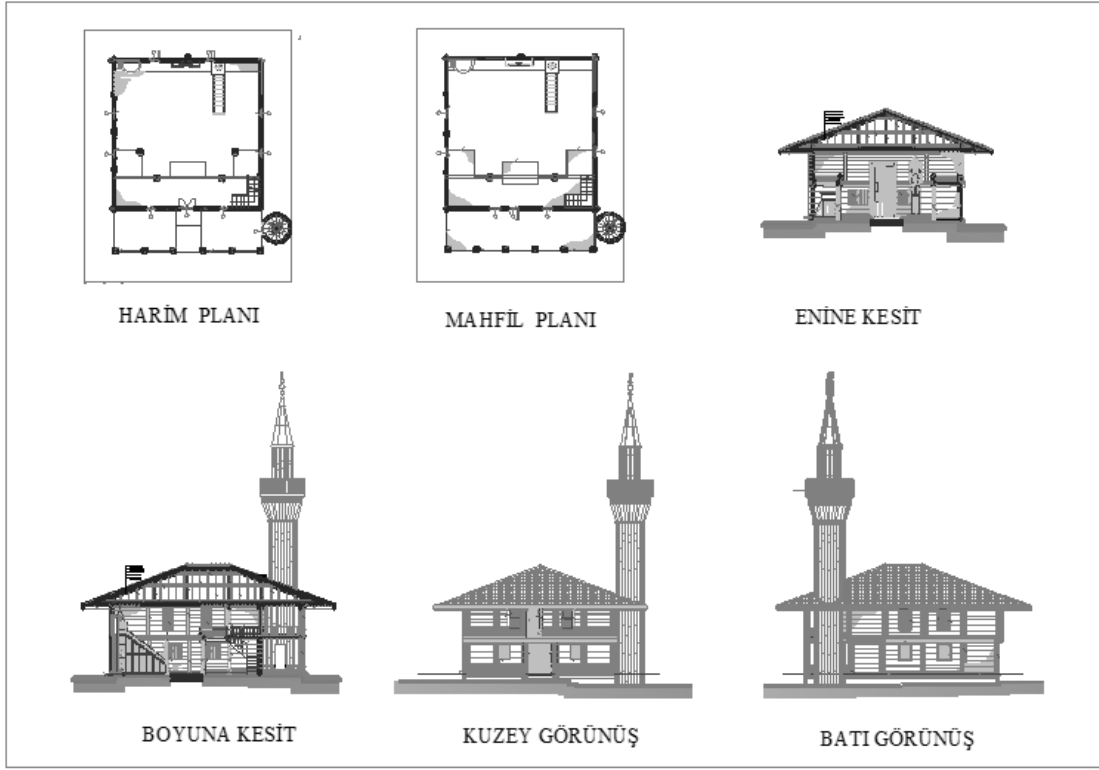 HARİM PLANI
MAHFİL PLANI
ENİNE KESİT
BOYUNA KESİT
KUZEY GÖRÜNÜŞ
BATI GÖRÜNÜŞ